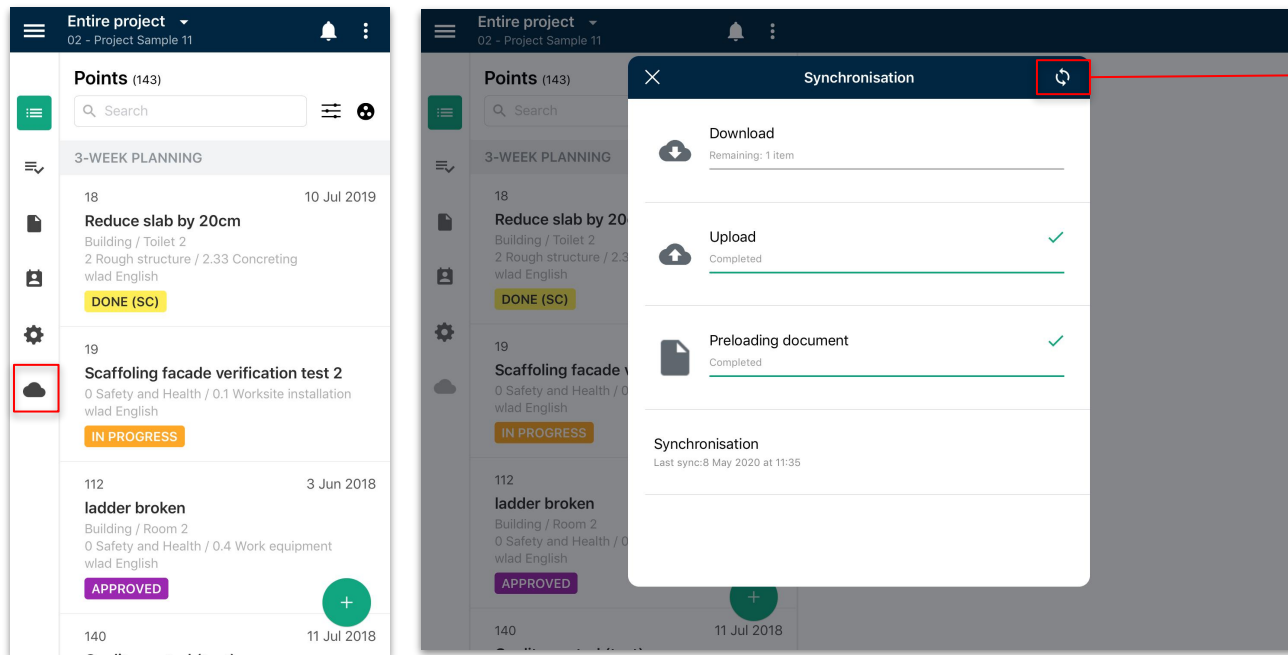 Entire project
02 - Project Sample 11
Points (143)
Search
3-WEEK PLANNING
18
10 Jul 2019
Reduce slab by 20cm
Building / Toilet 2
2 Rough structure / 2.33 Concreting
wlad English
DONE (SC)
19
Scaffoling facade verification test 2
0 Safety and Health / 0.1 Worksite installation
wlad English
IN PROGRESS
112
3 Jun 2018
ladder broken
Building / Room 2
0 Safety and Health / 0.4 Work equipment
wlad English
APPROVED
+
140
11 Jul 2018
Entire project
02 - Project Sample 11
Points (143)
Search
3-WEEK PLANNING
18
Reduce slab by 20
Building / Toilet 2
2 Rough structure / 2.3
wlad English
DONE (SC)
19
Scaffoling facade v
0 Safety and Health / 0
wlad English
IN PROGRESS
112
ladder broken
Building / Room 2
0 Safety and Health / 0
wlad English
APPROVED
+
140
11 Jul 2018
Synchronisation
Download
Remaining: 1 item
Upload
Completed
Preloading document
Completed
Synchronisation
Last sync:8 May 2020 at 11:35